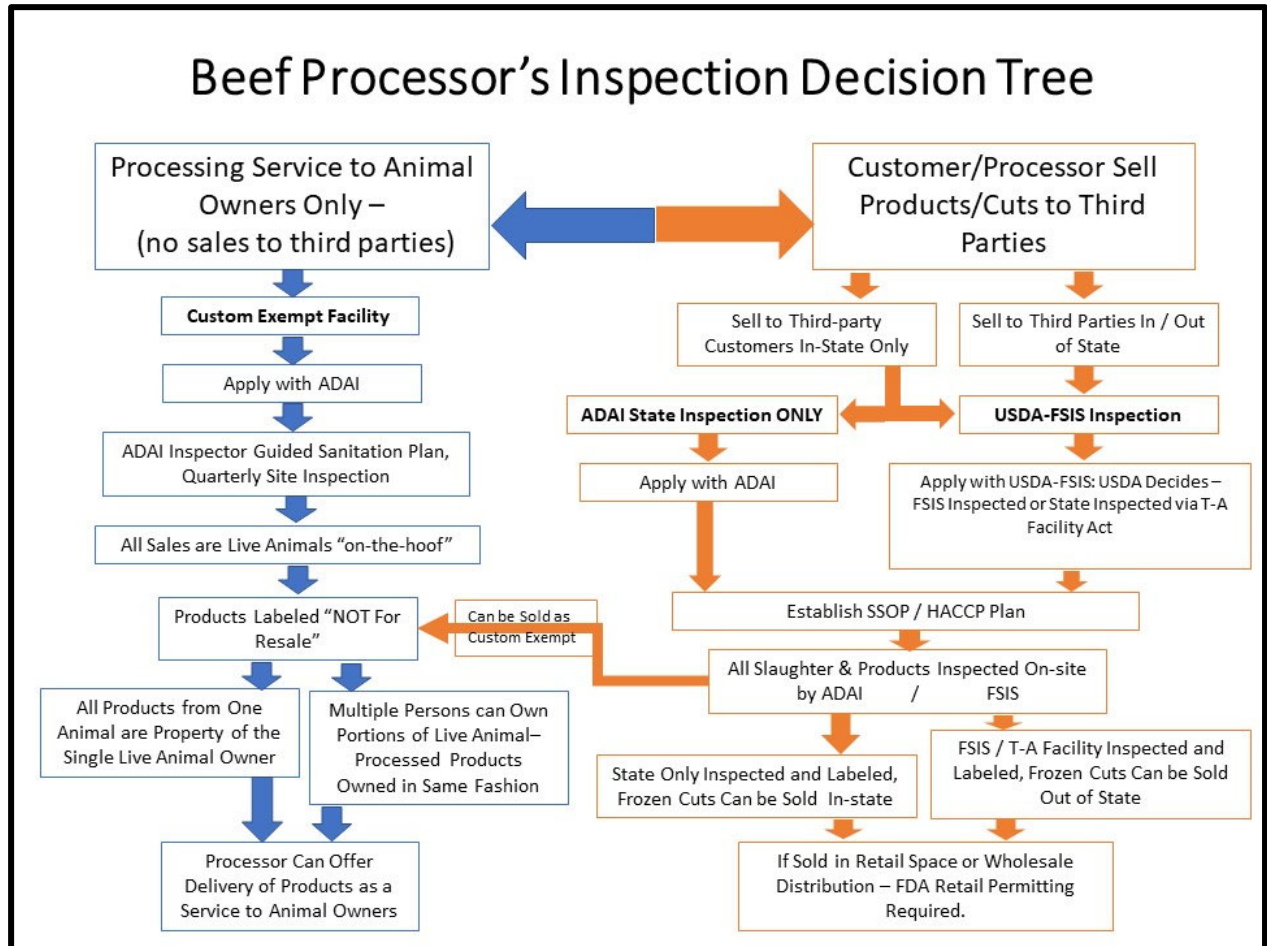 Beef Processor's Inspection Decision Tree
Processing Service to Animal
Owners Only –
(no sales to third parties)
Custom Exempt Facility
Apply with ADAI
ADAI Inspector Guided Sanitation Plan,
Quarterly Site Inspection
All Sales are Live Animals "on-the-hoof"
Products Labeled "NOT For
Resale"
All Products from One
Animal are Property of the
Single Live Animal Owner
Multiple Persons can Own
Portions of Live Animal–
Processed Products
Owned in Same Fashion
Processor Can Offer
Delivery of Products as a
Service to Animal Owners
Customer/Processor Sell
Products/Cuts to Third
Parties
Sell to Third-party
Customers In-State Only
Sell to Third Parties In / Out
of State
ADAI State Inspection ONLY
USDA-FSIS Inspection
Apply with ADAI
Apply with USDA-FSIS: USDA Decides –
FSIS Inspected or State Inspected via T-A
Facility Act
Establish SSOP / HACCP Plan
Can be Sold as
Custom Exempt
All Slaughter & Products Inspected On-site
by ADAI / FSIS
State Only Inspected and Labeled,
Frozen Cuts Can be Sold In-state
FSIS / T-A Facility Inspected and
Labeled, Frozen Cuts Can be Sold
Out of State
If Sold in Retail Space or Wholesale
Distribution – FDA Retail Permitting
Required.